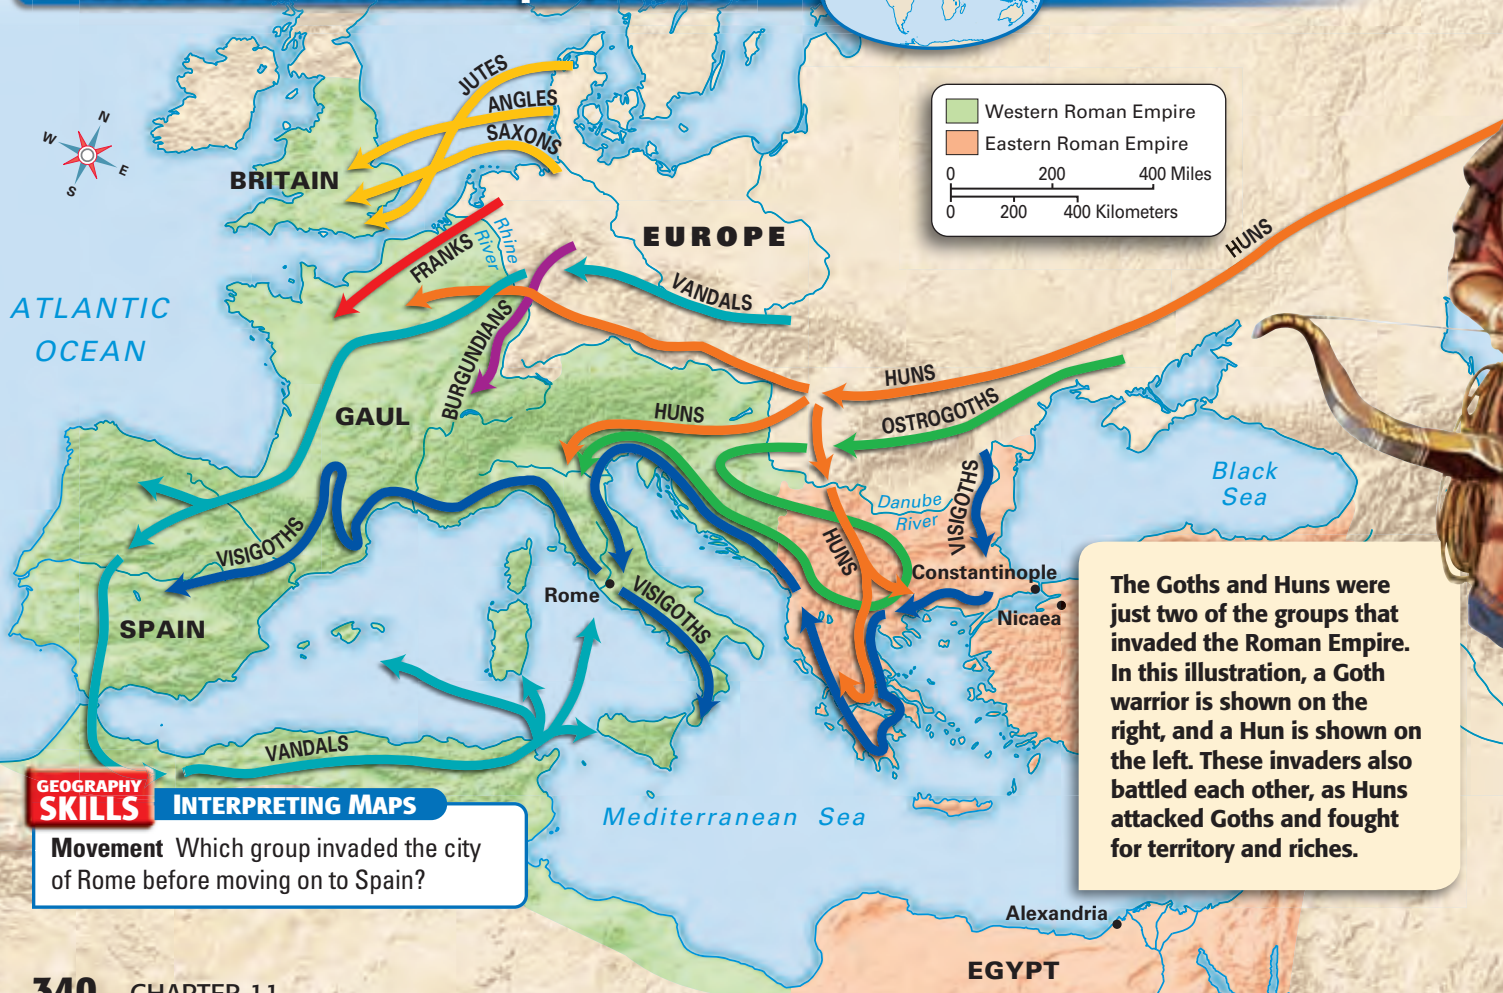 JUTES
ANGLES
SAXONS
N
W
E
S
BRITAIN
Western Roman Empire
Eastern Roman Empire
0 200 400 Miles
0 200 400 Kilometers
EUROPE
HUNS
FRANKS
Rhine
River
VANDALS
ATLANTIC
OCEAN
BURGUNDIANS
HUNS
OSTROGOTHS
GAUL
HUNS
Black
Sea
VISIGOTHS
Danube
River
VISIGOTHS
HUNS
Constantinople
Rome
VISIGOTHS
Nicaea
SPAIN
The Goths and Huns were
just two of the groups that
invaded the Roman Empire.
In this illustration, a Goth
warrior is shown on the
right, and a Hun is shown on
the left. These invaders also
battled each other, as Huns
attacked Goths and fought
for territory and riches.
VANDALS
GEOGRAPHY
SKILLS
INTERPRETING MAPS
Mediterranean Sea
Movement Which group invaded the city
of Rome before moving on to Spain?
Alexandria
EGYPT
340 CHAPTER 11